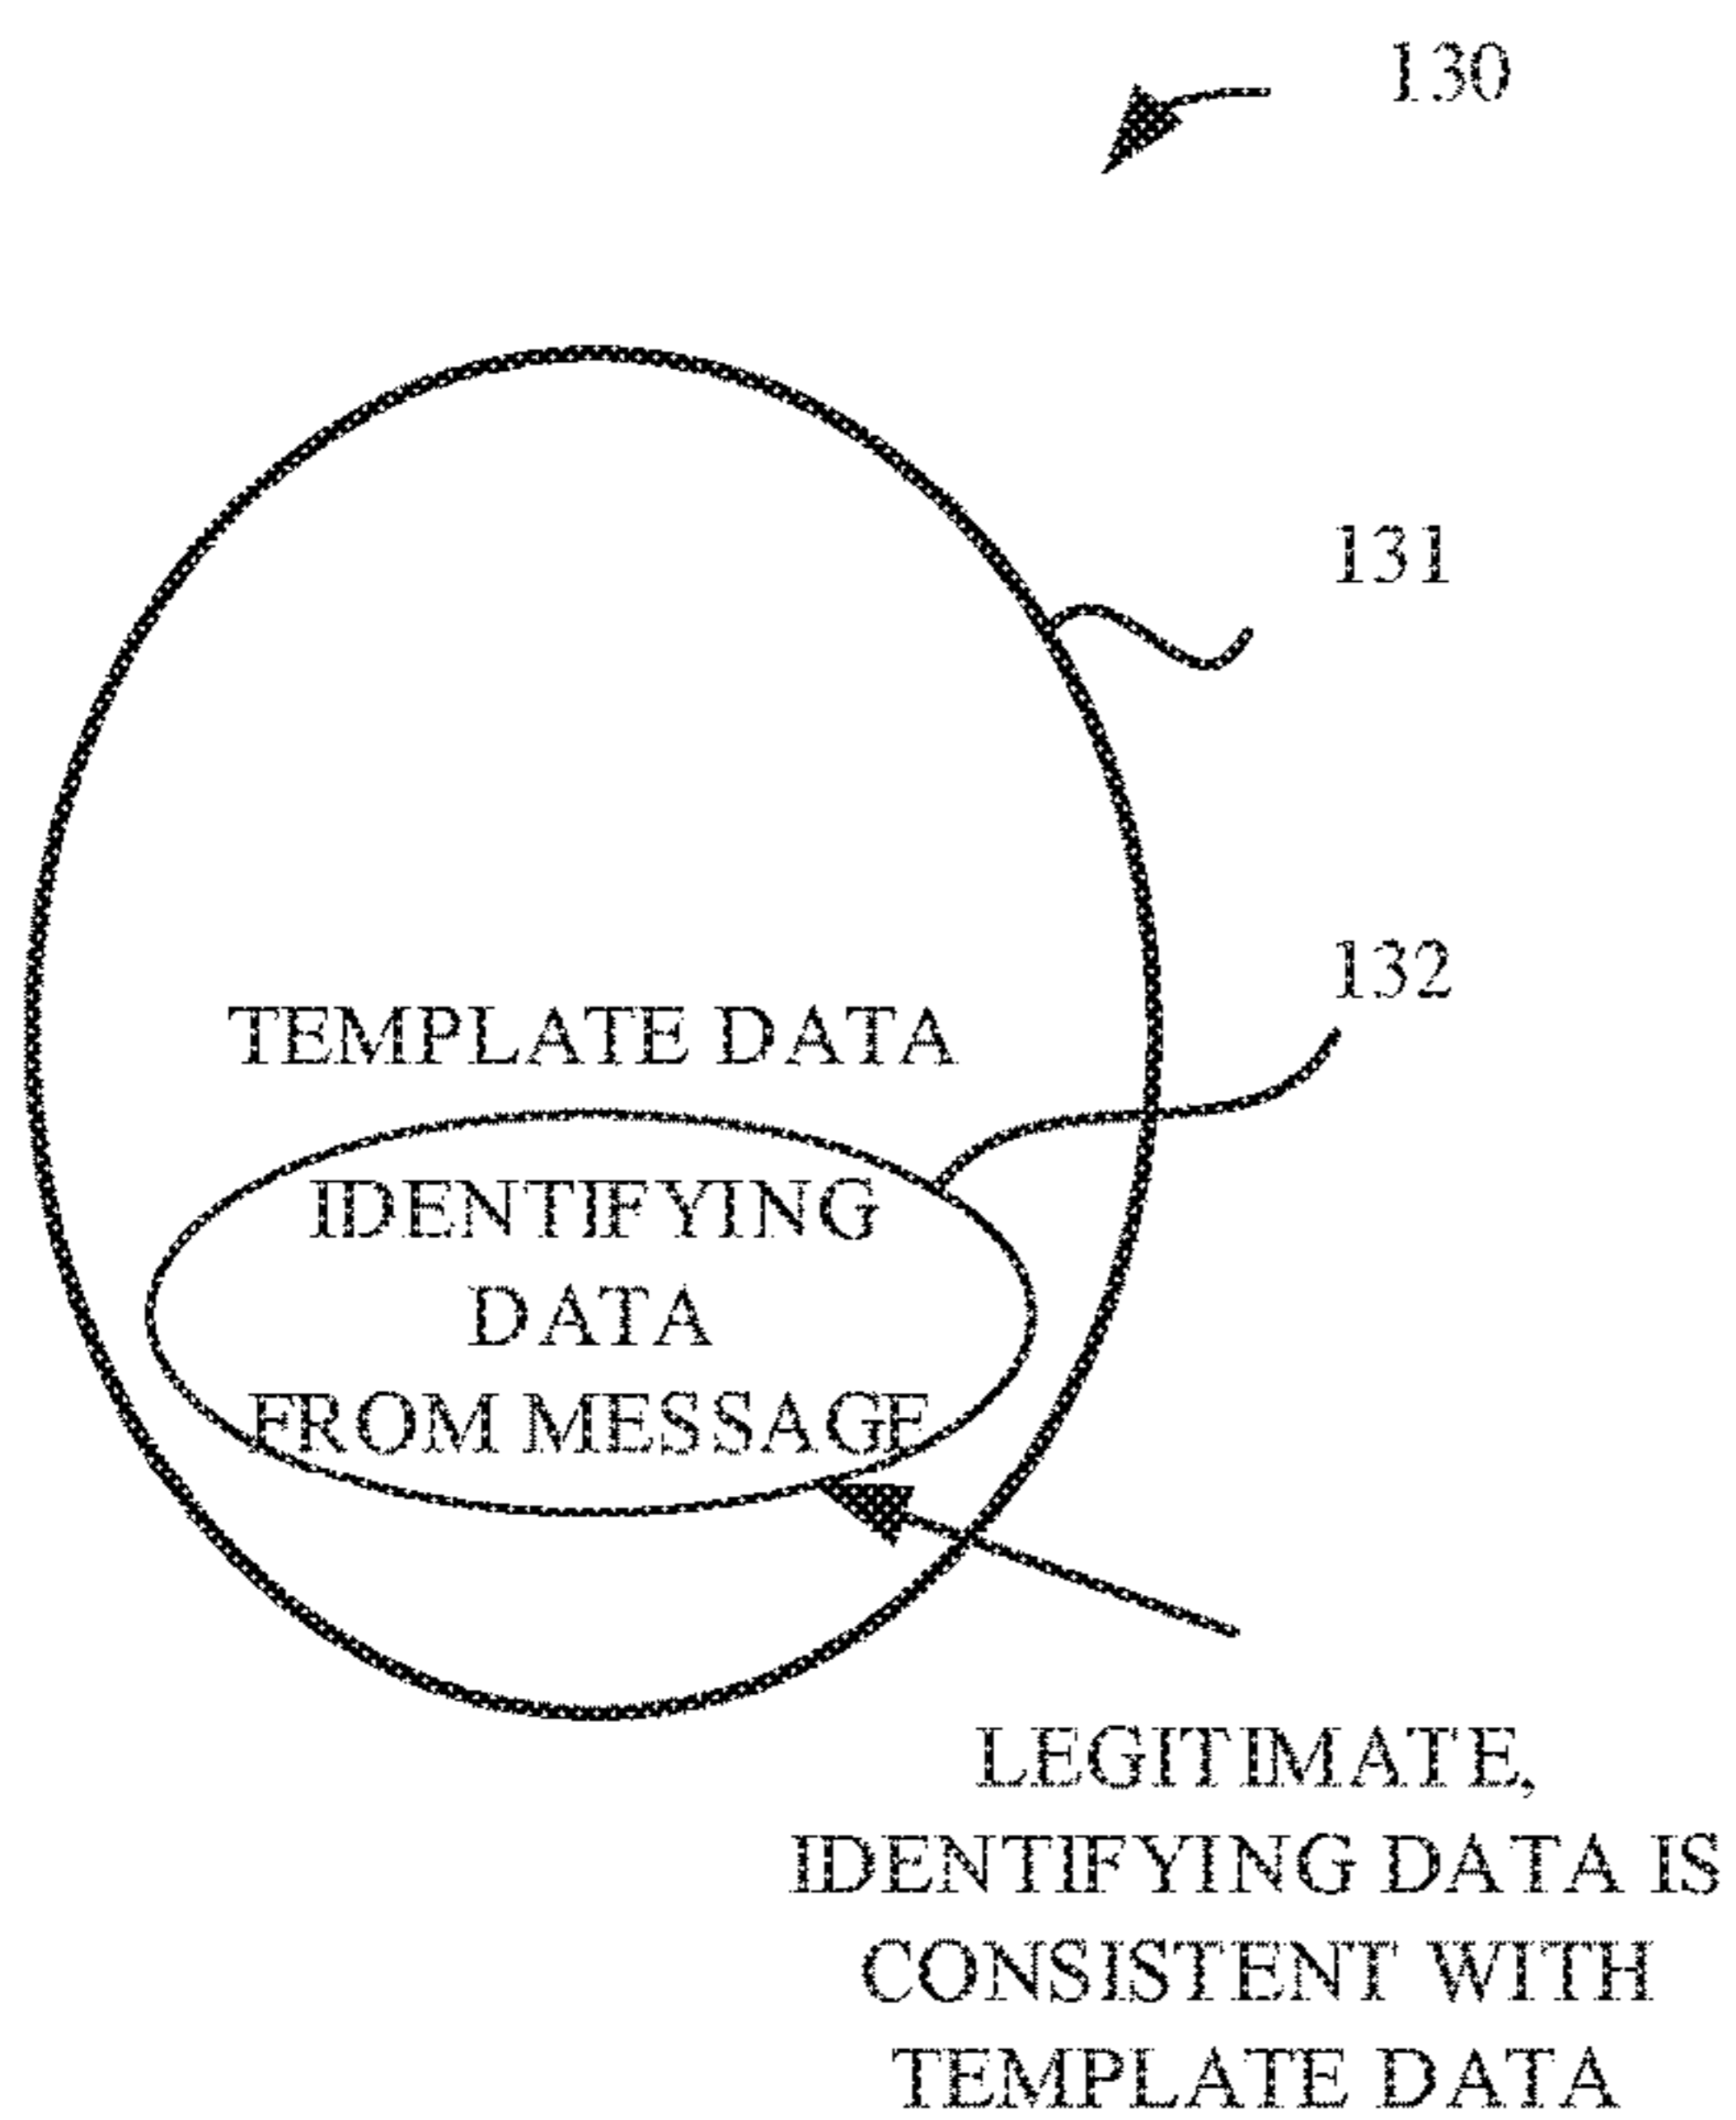 130
131
132
TEMPLATE DATA
IDENTIFYING
DATA
FROM MESSAGE
LEGITIMATE,
IDENTIFYING DATA IS
CONSISTENT WITH
TEMPLATE DATA